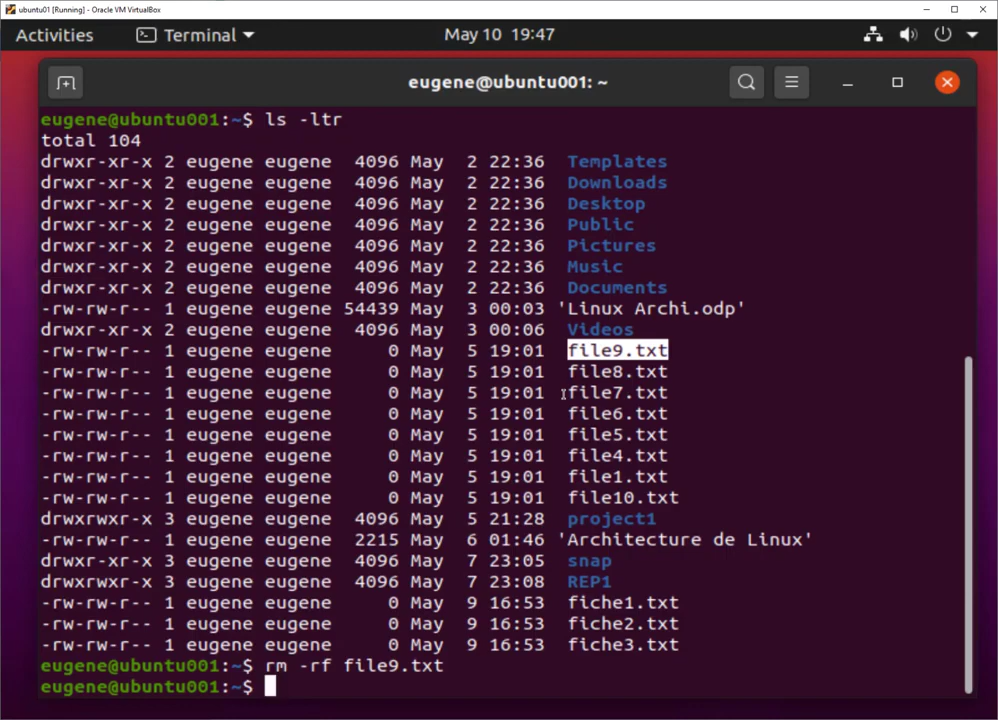 ubuntu01 [Running] - Oracle VM VirtualBox
Activities Terminal May 10 19:47
eugene@ubuntu001: ~
eugene@ubuntu001:~$ ls -ltr
total 104
drwxr-xr-x 2 eugene eugene 4096 May 2 22:36 Templates
drwxr-xr-x 2 eugene eugene 4096 May 2 22:36 Downloads
drwxr-xr-x 2 eugene eugene 4096 May 2 22:36 Desktop
drwxr-xr-x 2 eugene eugene 4096 May 2 22:36 Public
drwxr-xr-x 2 eugene eugene 4096 May 2 22:36 Pictures
drwxr-xr-x 2 eugene eugene 4096 May 2 22:36 Music
drwxr-xr-x 2 eugene eugene 4096 May 2 22:36 Documents
-rw-rw-r-- 1 eugene eugene 54439 May 3 00:03 'Linux Archi.odp'
drwxr-xr-x 2 eugene eugene 4096 May 3 00:06 Videos
-rw-rw-r-- 1 eugene eugene 0 May 5 19:01 file9.txt
-rw-rw-r-- 1 eugene eugene 0 May 5 19:01 file8.txt
-rw-rw-r-- 1 eugene eugene 0 May 5 19:01 file7.txt
-rw-rw-r-- 1 eugene eugene 0 May 5 19:01 file6.txt
-rw-rw-r-- 1 eugene eugene 0 May 5 19:01 file5.txt
-rw-rw-r-- 1 eugene eugene 0 May 5 19:01 file4.txt
-rw-rw-r-- 1 eugene eugene 0 May 5 19:01 file1.txt
-rw-rw-r-- 1 eugene eugene 0 May 5 19:01 file10.txt
drwxrwxr-x 3 eugene eugene 4096 May 5 21:28 project1
-rw-rw-r-- 1 eugene eugene 2215 May 6 01:46 'Architecture de Linux'
drwxr-xr-x 3 eugene eugene 4096 May 7 23:05 snap
drwxrwxr-x 3 eugene eugene 4096 May 7 23:08 REP1
-rw-rw-r-- 1 eugene eugene 0 May 9 16:53 fiche1.txt
-rw-rw-r-- 1 eugene eugene 0 May 9 16:53 fiche2.txt
-rw-rw-r-- 1 eugene eugene 0 May 9 16:53 fiche3.txt
eugene@ubuntu001:~$ rm -rf file9.txt
eugene@ubuntu001:~$